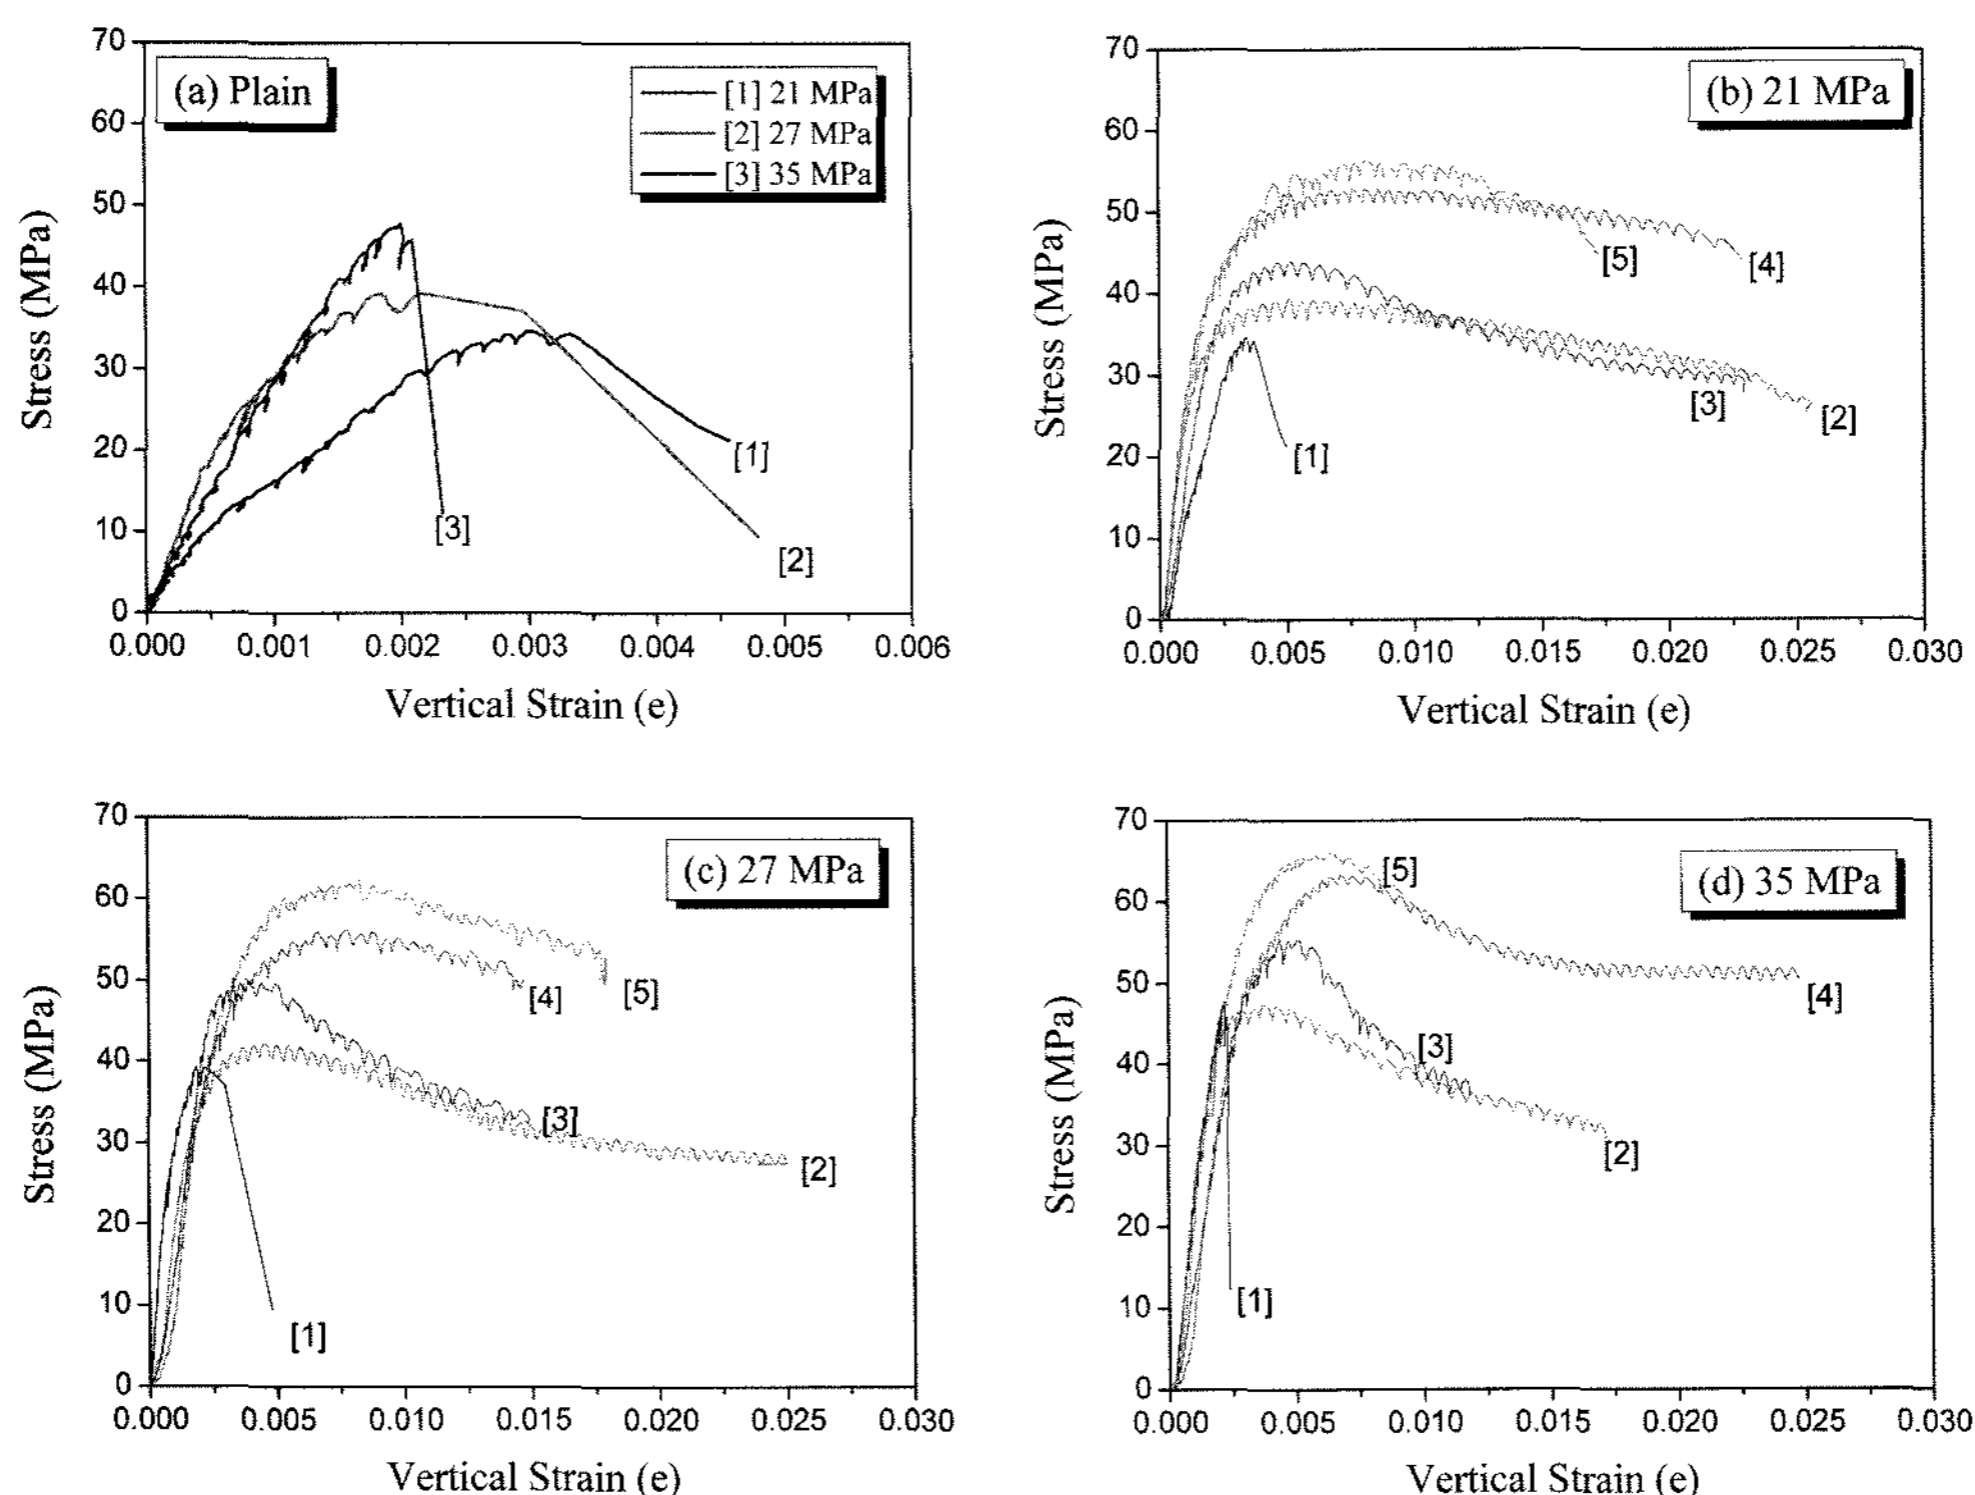 (a) Plain
[1] 21 MPa
[2] 27 MPa
[3] 35 MPa
70
60
50
40
30
20
10
0
Stress (MPa)
[1]
[3]
[2]
0.000 0.001 0.002 0.003 0.004 0.005 0.006
Vertical Strain (e)
(b) 21 MPa
70
60
50
40
30
20
10
0
Stress (MPa)
[5]
[4]
[3]
[2]
[1]
0.000 0.005 0.010 0.015 0.020 0.025 0.030
Vertical Strain (e)
(c) 27 MPa
70
60
50
40
30
20
10
0
Stress (MPa)
[4]
[5]
[3]
[2]
[1]
0.000 0.005 0.010 0.015 0.020 0.025 0.030
Vertical Strain (e)
(d) 35 MPa
70
60
50
40
30
20
10
0
Stress (MPa)
[5]
[4]
[3]
[2]
[1]
0.000 0.005 0.010 0.015 0.020 0.025 0.030
Vertical Strain (e)